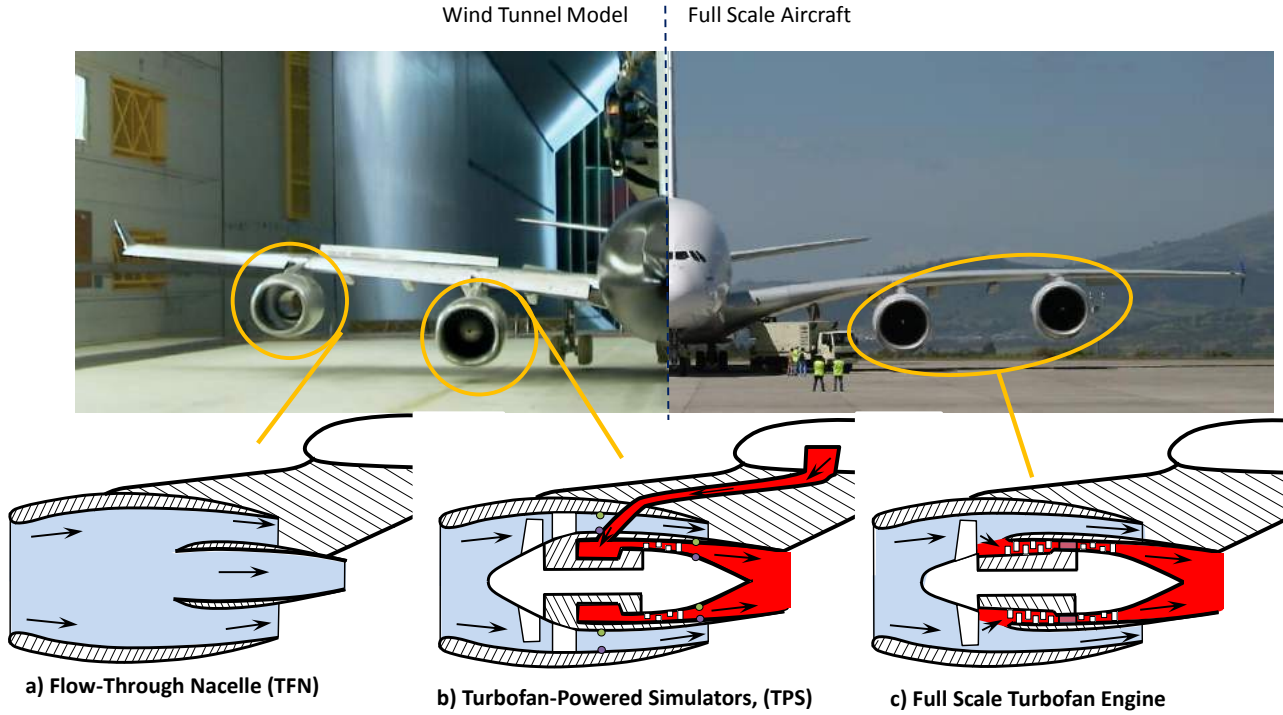 Wind Tunnel Model
Full Scale Aircraft
a) Flow-Through Nacelle (TFN)
b) Turbofan-Powered Simulators, (TPS)
c) Full Scale Turbofan Engine